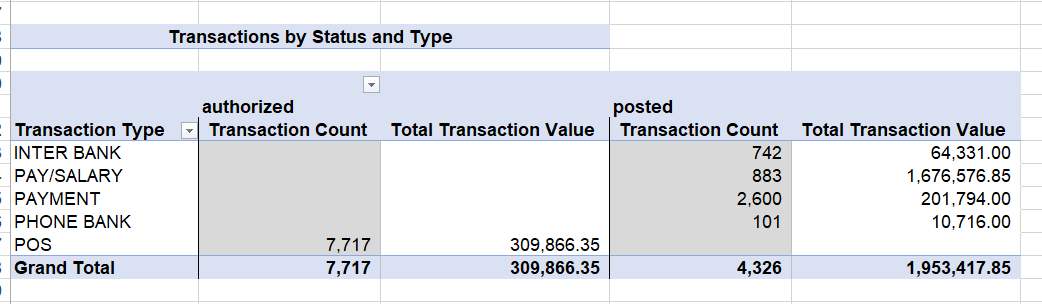 Transactions by Status and Type
authorized posted
Transaction Type Transaction Count Total Transaction Value Transaction Count Total Transaction Value
INTER BANK 742 64,331.00
PAY/SALARY 883 1,676,576.85
PAYMENT 2,600 201,794.00
PHONE BANK 101 10,716.00
POS 7,717 309,866.35
Grand Total 7,717 309,866.35 4,326 1,953,417.85